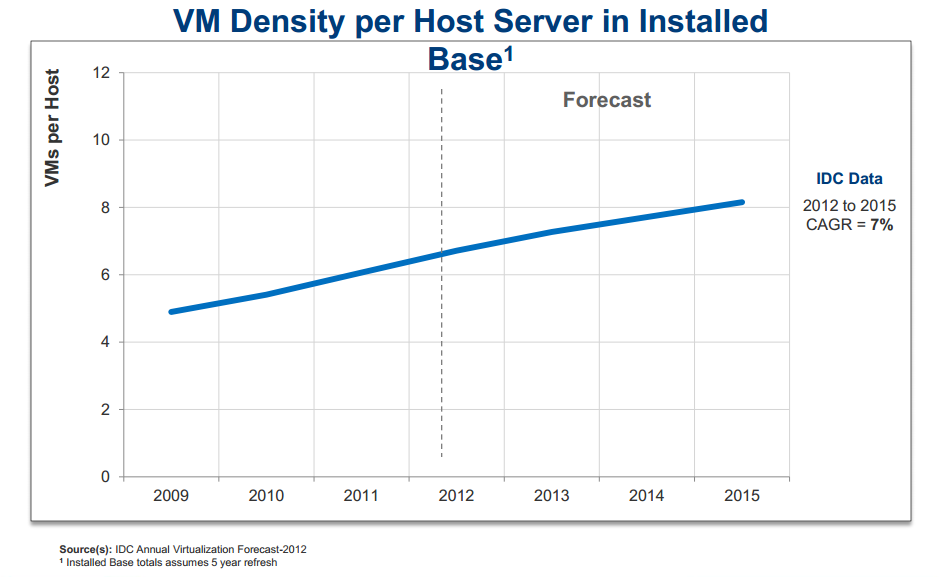 VM Density per Host Server in Installed
Base¹
VMs per Host
12
10
8
6
4
2
0
Forecast
2009 2010 2011 2012 2013 2014 2015
IDC Data
2012 to 2015
CAGR = 7%
Source(s): IDC Annual Virtualization Forecast-2012
¹ Installed Base totals assumes 5 year refresh